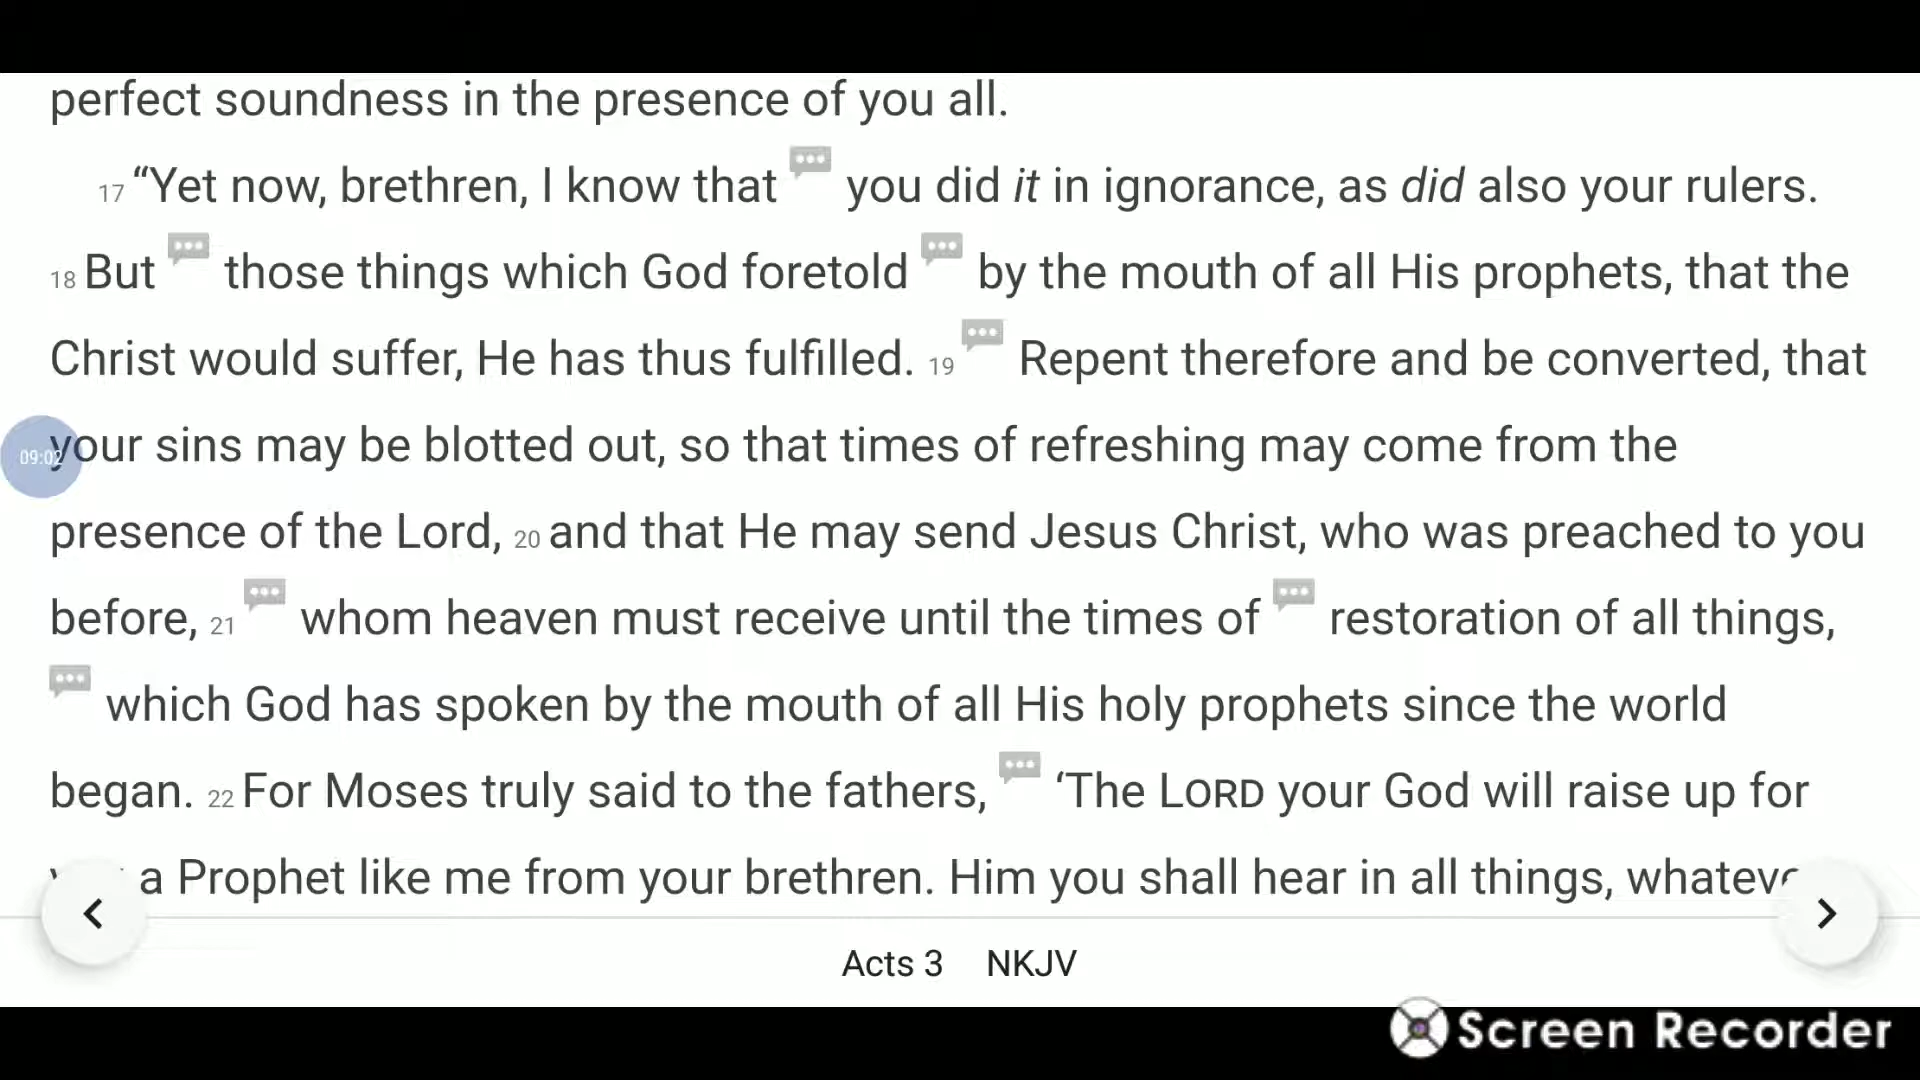 perfect soundness in the presence of you all.
17 “Yet now, brethren, I know that you did it in ignorance, as did also your rulers.
18 But those things which God foretold by the mouth of all His prophets, that the
Christ would suffer, He has thus fulfilled. 19 Repent therefore and be converted, that
your sins may be blotted out, so that times of refreshing may come from the
09:02
presence of the Lord, 20 and that He may send Jesus Christ, who was preached to you
before, 21 whom heaven must receive until the times of restoration of all things,
which God has spoken by the mouth of all His holy prophets since the world
began. 22 For Moses truly said to the fathers, ‘The LORD your God will raise up for
a Prophet like me from your brethren. Him you shall hear in all things,
Acts 3 NKJV
Screen Recorder